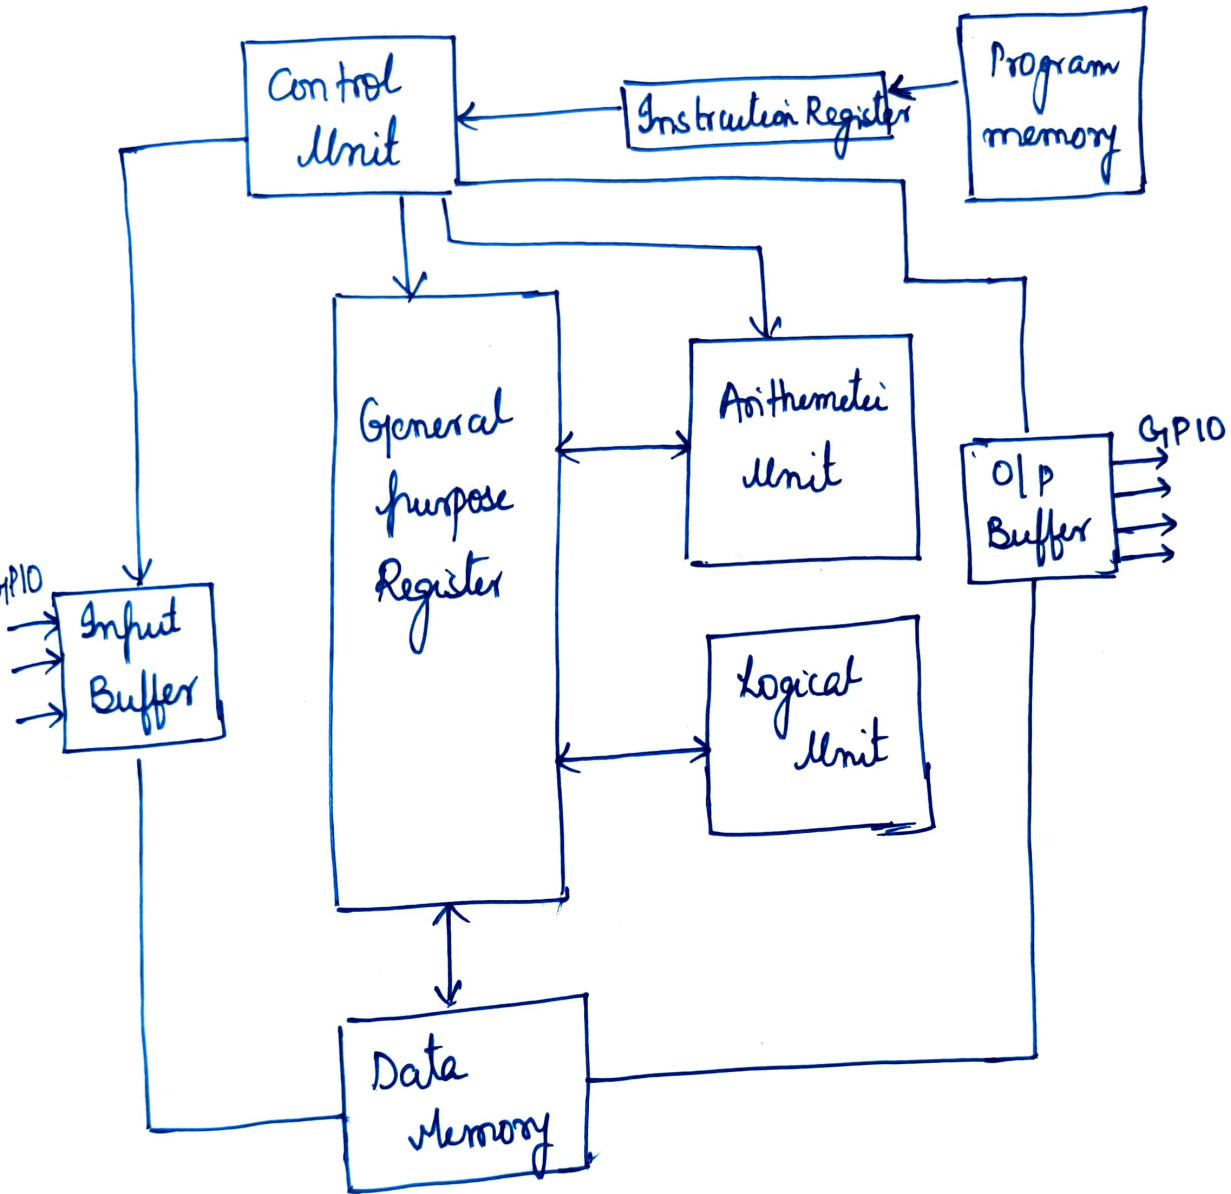 Control
Unit
Instruction Register
Program
memory
General
purpose
Register
Arithemetic
Unit
GPIO
O/p
Buffer
GPIO
Input
Buffer
Logical
Unit
Data
Memory